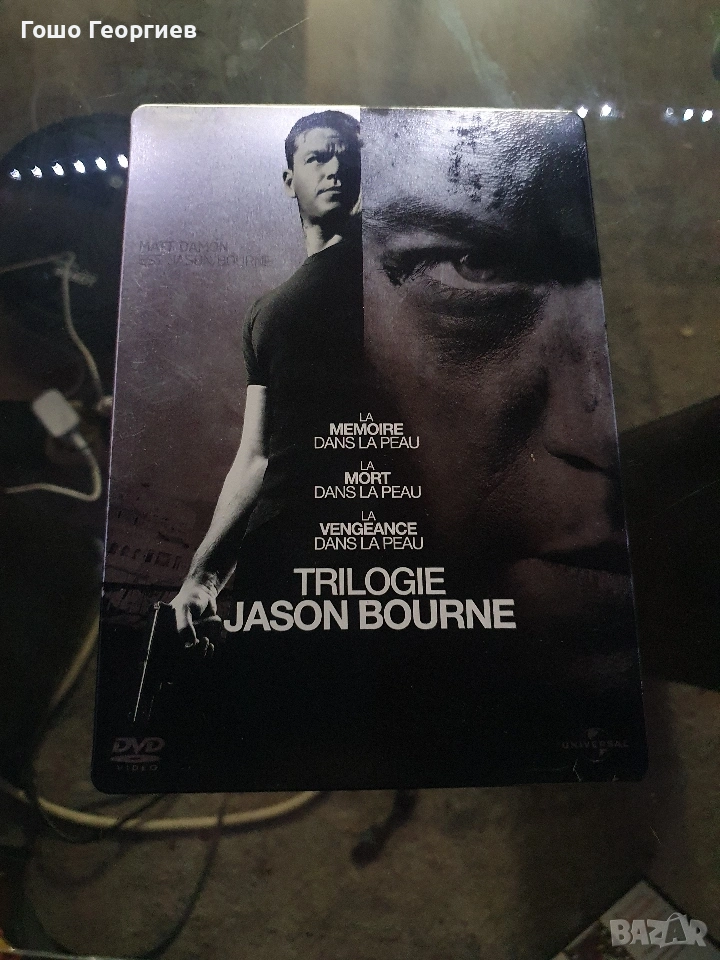 Гошо Георгиев
MATT DAMON
EST JASON BOURNE
LA
MEMOIRE
DANS LA PEAU
LA
MORT
DANS LA PEAU
LA
VENGEANCE
DANS LA PEAU
TRILOGIE
JASON BOURNE
DVD
VIDEO
UNIVERSAL
BAZAR